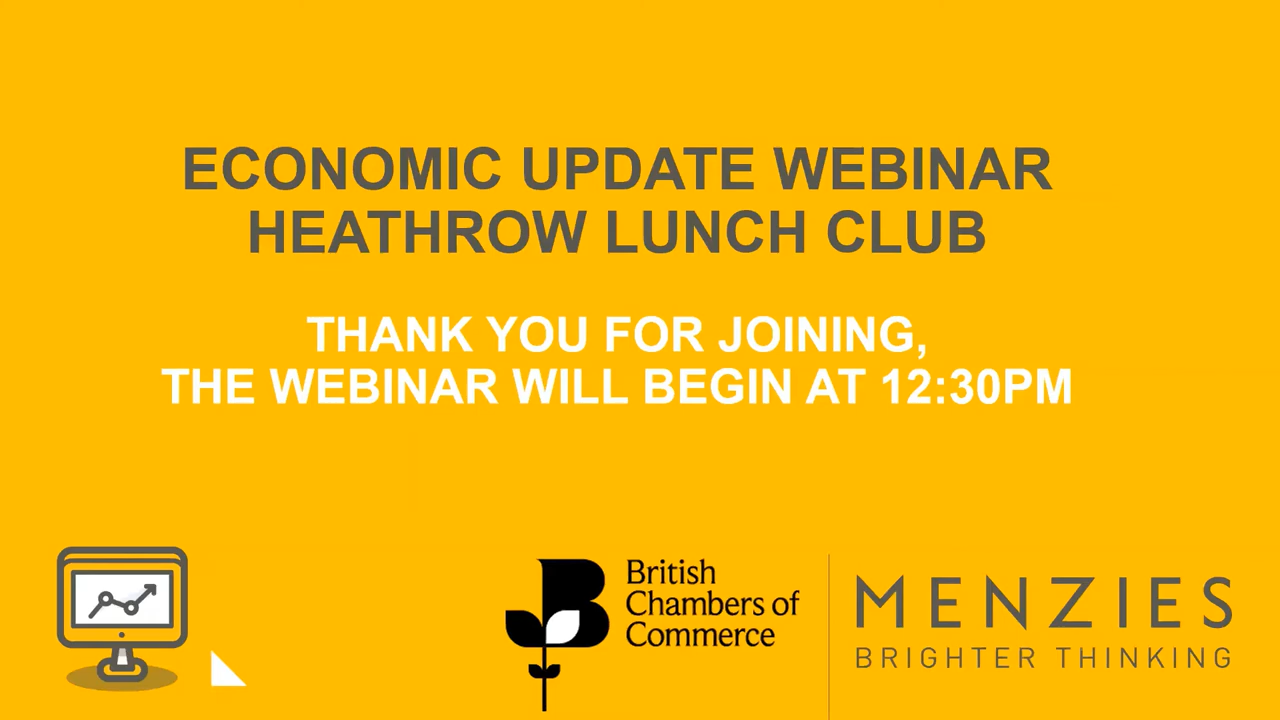 ECONOMIC UPDATE WEBINAR
HEATHROW LUNCH CLUB
THANK YOU FOR JOINING,
THE WEBINAR WILL BEGIN AT 12:30PM
British
Chambers of
Commerce
MENZIES
BRIGHTER THINKING